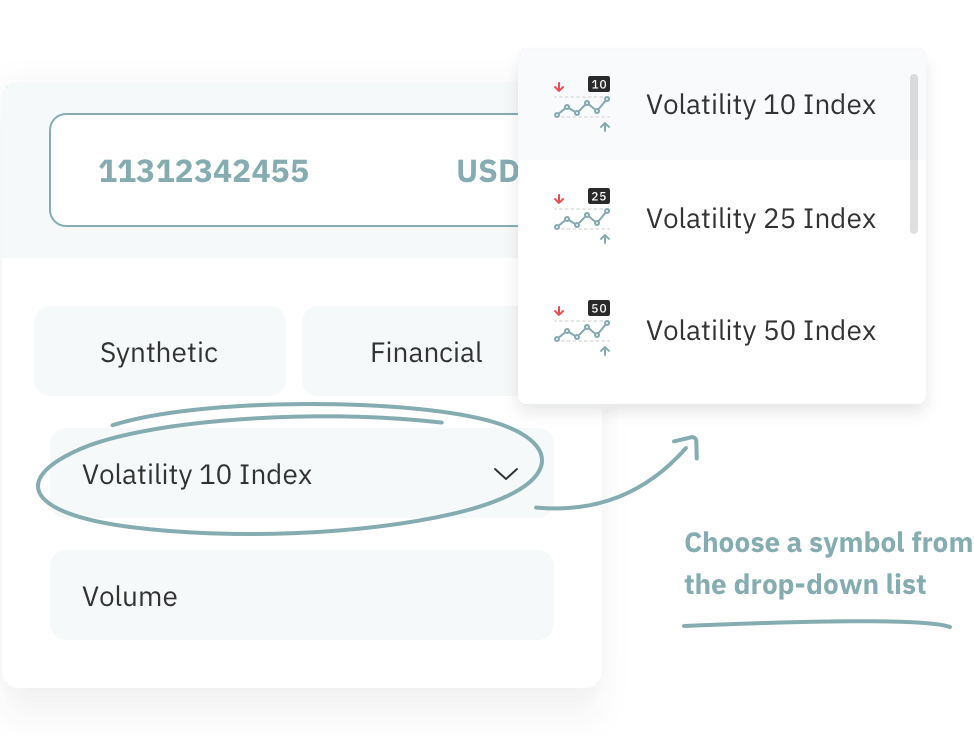 11312342455 USD
Synthetic Financial
Volatility 10 Index
Volume
10
Volatility 10 Index
25
Volatility 25 Index
50
Volatility 50 Index
Choose a symbol from
the drop-down list